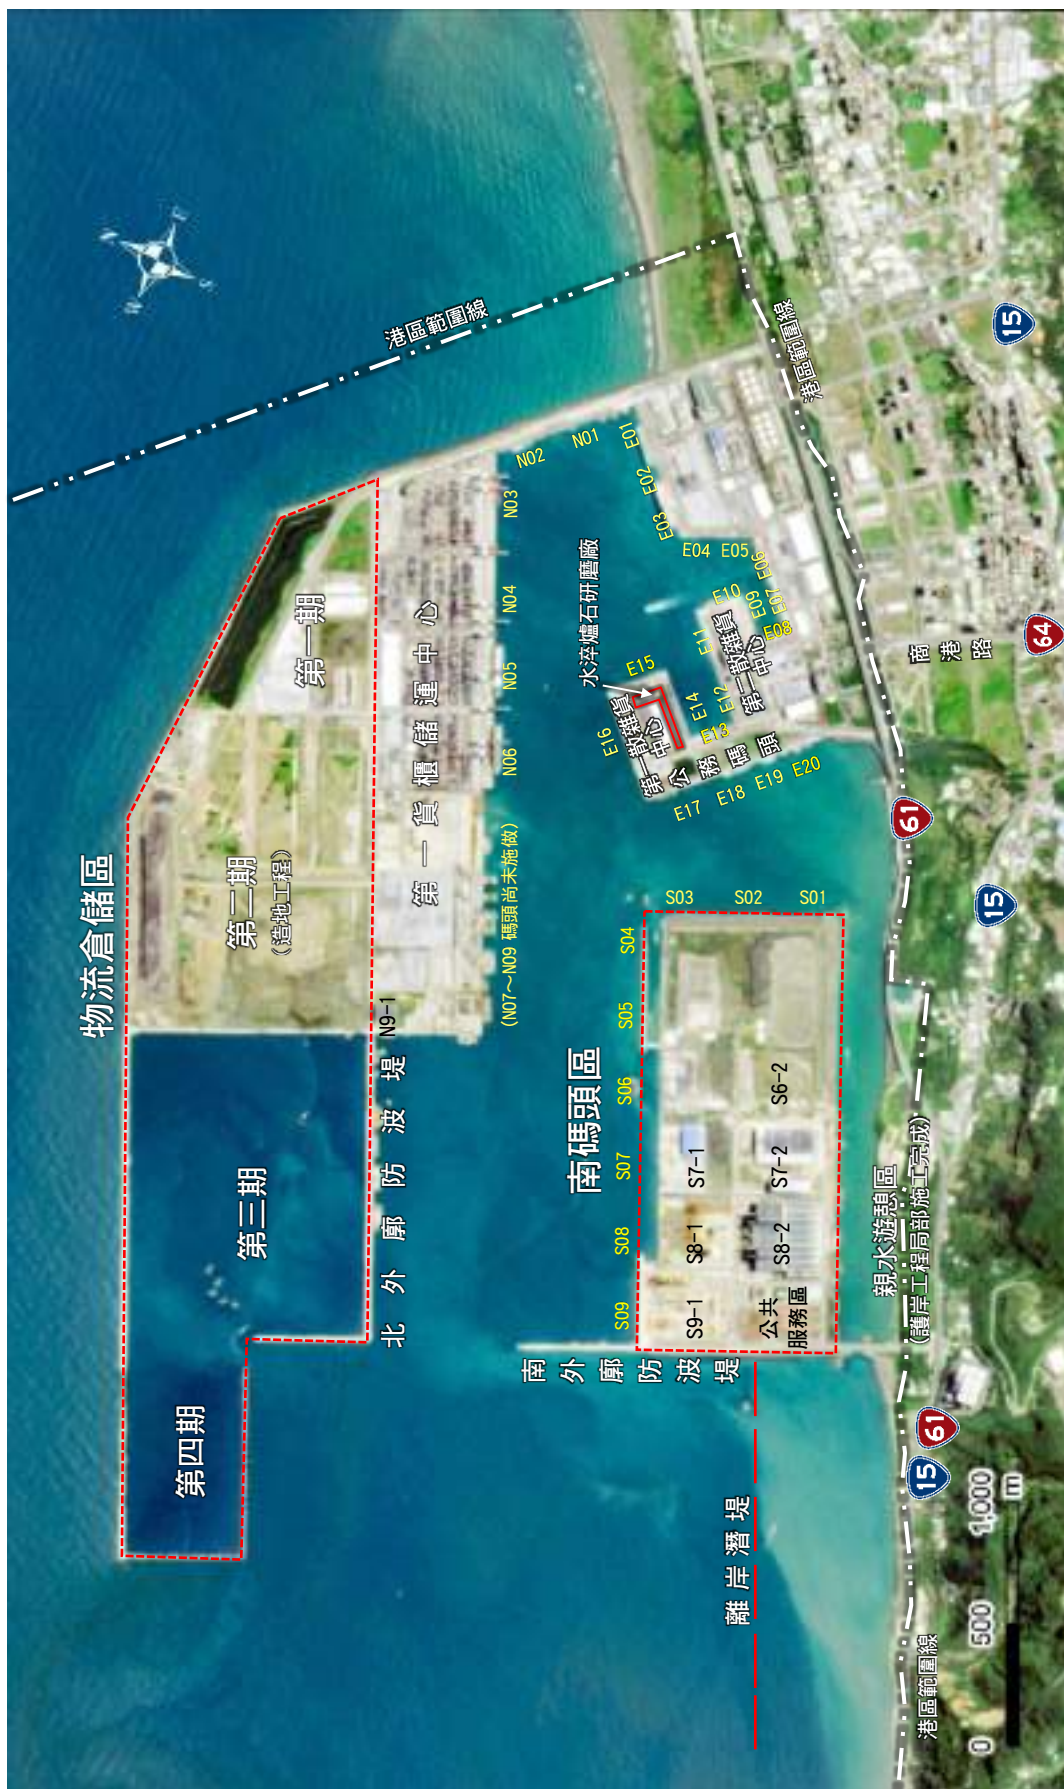 物流倉儲區
第四期
第三期
第二期
(造地工程)
第一期
港區範圍線
北外廓防波堤
N9-1
第一貨櫃儲運中心
(N07～N09 碼頭尚未施做)
N06
N05
N04
N03
N02
N01
E01
E02
E03
E04
E05
E06
E07
E08
E09
E10
E11
E12
E13
E14
E15
E16
E17
E18
E19
E20
水淬爐石研磨廠
第一散雜貨
中心
第二散雜貨
中心
公務碼頭
南碼頭區
S09
S08
S07
S06
S05
S04
S03
S02
S01
S9-1
S8-1
S7-1
公共
服務區
S8-2
S7-2
S6-2
南外廓防波堤
離岸潛堤
親水遊憩區
(護岸工程局部施工完成)
港區範圍線
港區範圍線
商港路
15
64
61
15
61
15
0
500
1,000
m